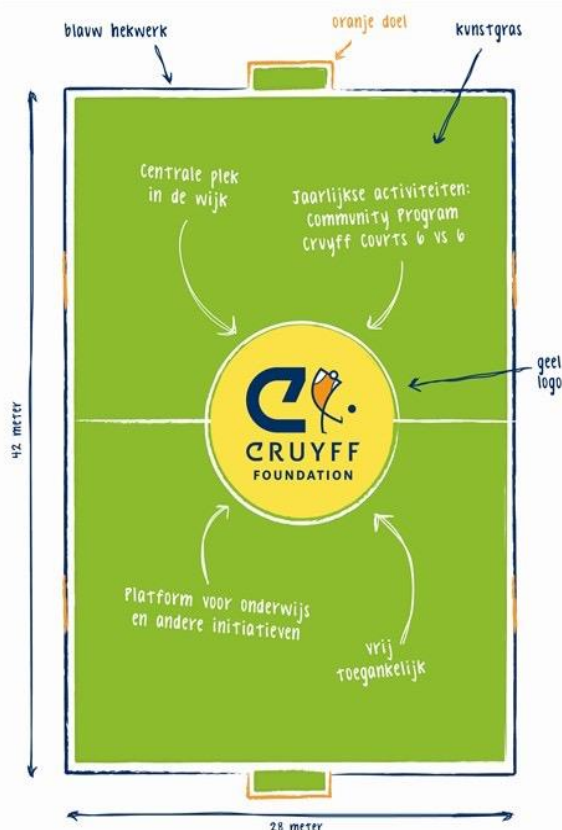 blauw hekwerk
oranje doel
kunstgras
Centrale plek
in de wijk
Jaarlijkse activiteiten:
Community Program
Cruyff Courts 6 vs 6
geel
logo
42 meter
CRUYFF
FOUNDATION
Platform voor onderwijs
en andere initiatieven
vrij
toegankelijk
28 meter